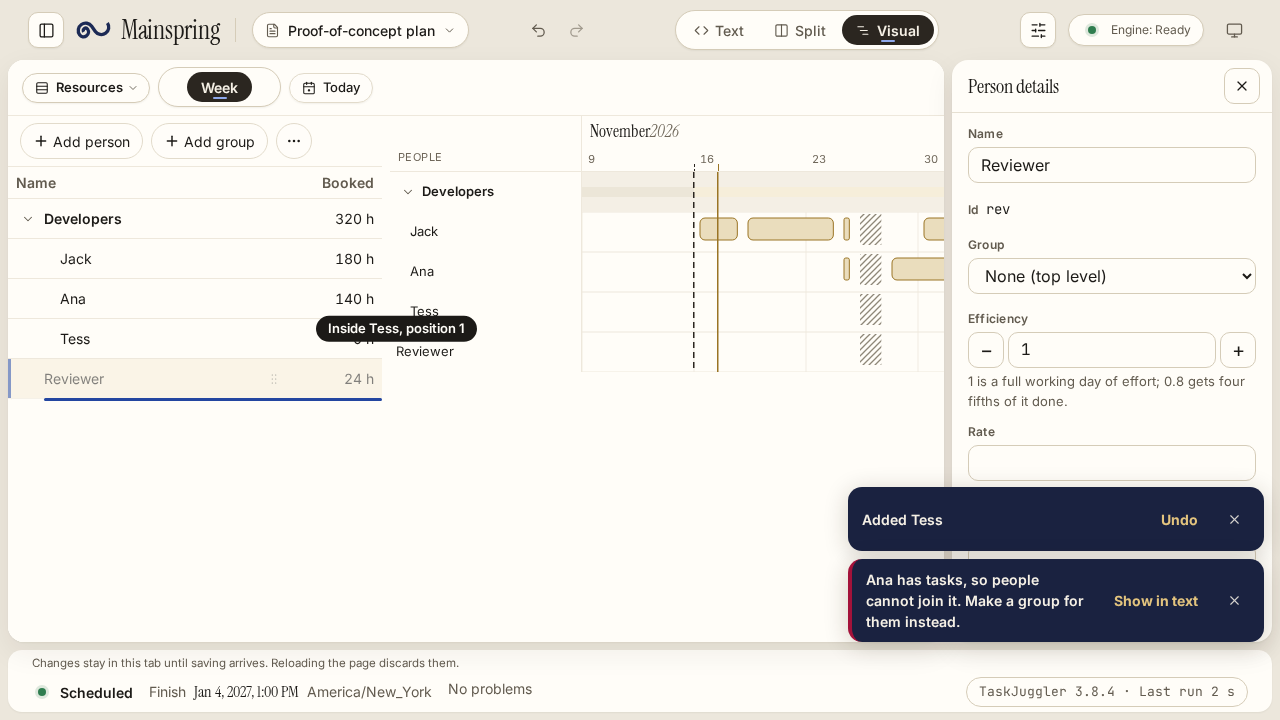 Mainspring
Proof-of-concept plan
Text
Split
Visual
Engine: Ready
Resources
Week
Today
Add person
Add group
Name
Booked
Developers
320 h
Jack
180 h
Ana
140 h
Tess
Reviewer
24 h
Inside Tess, position 1
PEOPLE
November 2026
9
16
23
30
Developers
Jack
Ana
Tess
Reviewer
Person details
Name
Reviewer
Id rev
Group
None (top level)
Efficiency
1
1 is a full working day of effort; 0.8 gets four
fifths of it done.
Rate
Added Tess
Undo
Ana has tasks, so people
cannot join it. Make a group for
them instead.
Show in text
Changes stay in this tab until saving arrives. Reloading the page discards them.
Scheduled
Finish Jan 4, 2027, 1:00 PM America/New_York
No problems
TaskJuggler 3.8.4 · Last run 2 s